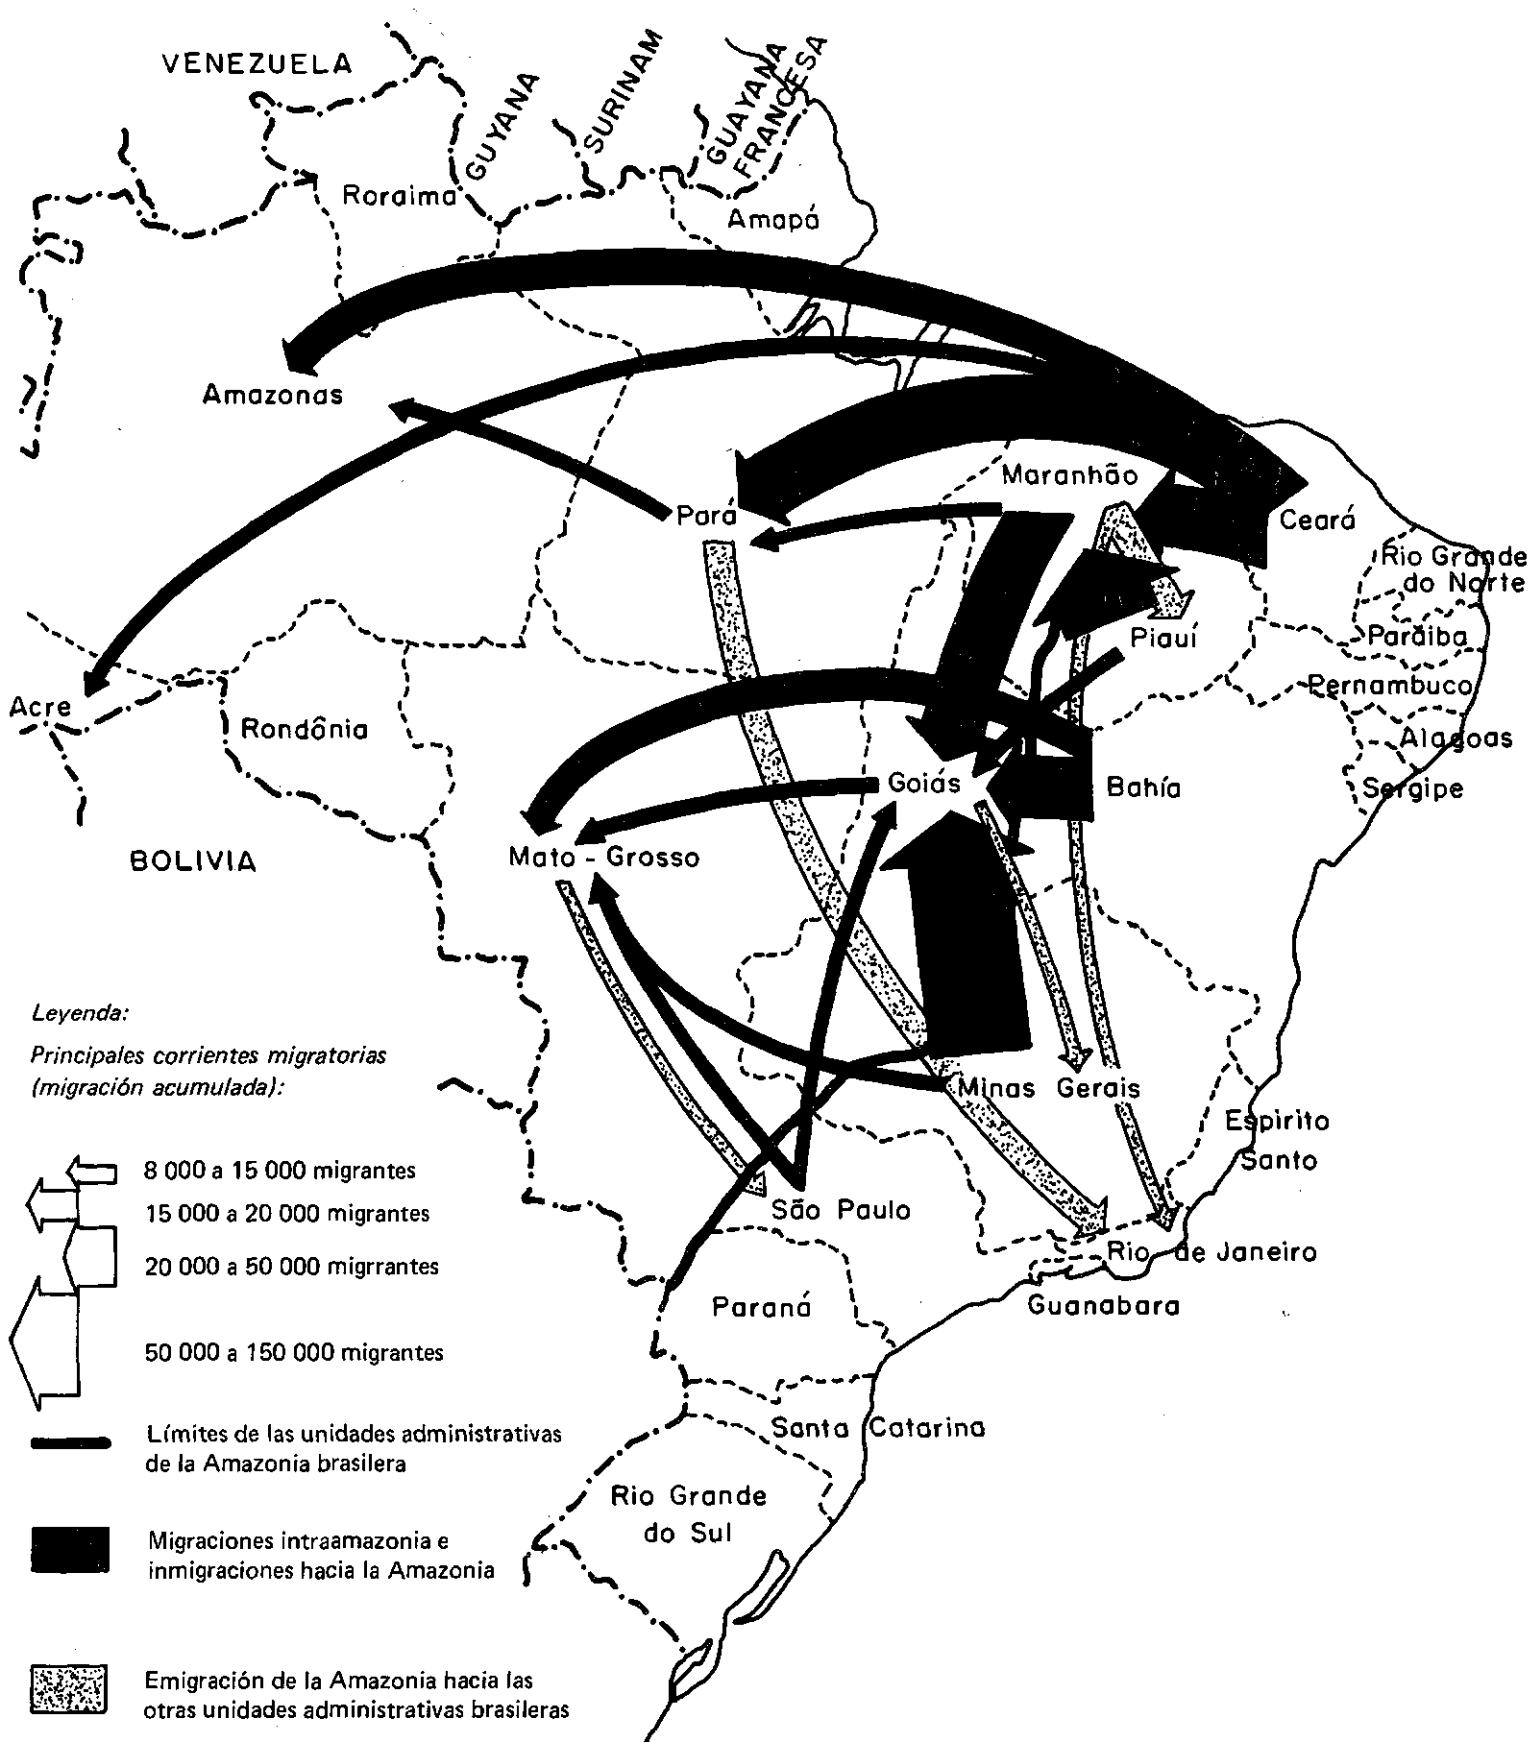 VENEZUELA
GUYANA
SURINAM
GUAYANA
FRANCESA
Roraima
Amapá
Amazonas
Maranhão
Pará
Ceará
Rio Grande
do Norte
Piauí
Paraiba
Pernambuco
Acre
Rondônia
Alagoas
Goiás
Bahía
Sergipe
Mato - Grosso
BOLIVIA
Leyenda:
Principales corrientes migratorias
(migración acumulada):
Minas Gerais
Espirito
Santo
8 000 a 15 000 migrantes
15 000 a 20 000 migrantes
São Paulo
20 000 a 50 000 migrrantes
Rio de Janeiro
Paraná
Guanabara
50 000 a 150 000 migrantes
Límites de las unidades administrativas
de la Amazonia brasilera
Santa Catarina
Rio Grande
do Sul
Migraciones intraamazonia e
inmigraciones hacia la Amazonia
Emigración de la Amazonia hacia las
otras unidades administrativas brasileras